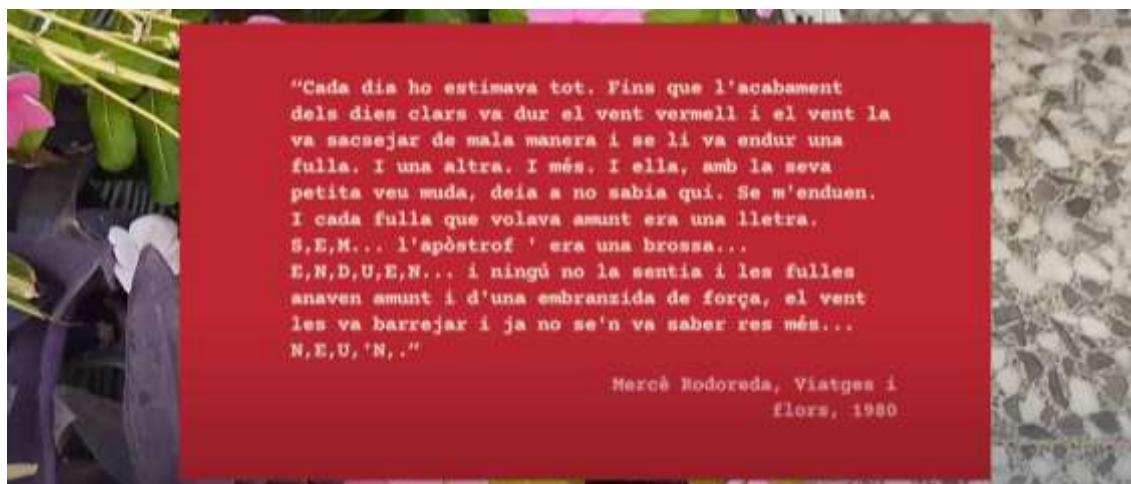 “Cada dia ho estimava tot. Fins que l'acabament
dels dies clars va dur el vent vermell i el vent la
va sacsejar de mala manera i se li va endur una
fulla. I una altra. I més. I ella, amb la seva
petita veu muda, deia a no sabia qui. Se m'enduen.
I cada fulla que volava amunt era una lletra.
S,E,M... l'apòstrof ' era una brossa...
E,N,D,U,E,N... i ningú no la sentia i les fulles
anaven amunt i d'una embranzida de força, el vent
les va barrejar i ja no se'n va saber res més...
N,E,U,'N,.”
Mercè Rodoreda, Viatges i
flors, 1980